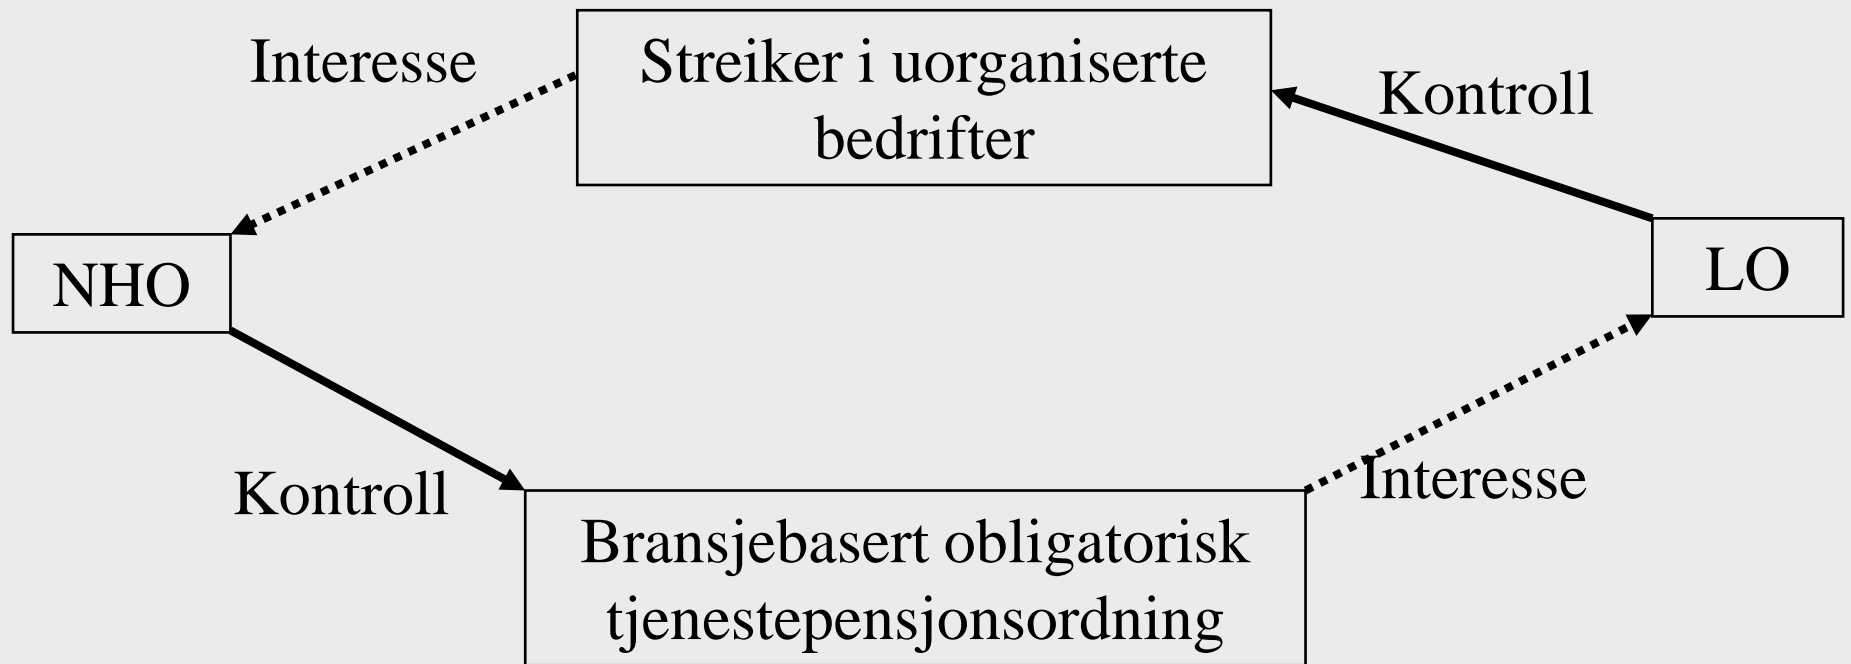 Interesse
Streiker i uorganiserte
bedrifter
Kontroll
NHO
LO
Kontroll
Interesse
Bransjebasert obligatorisk
tjenestepensjonsordning